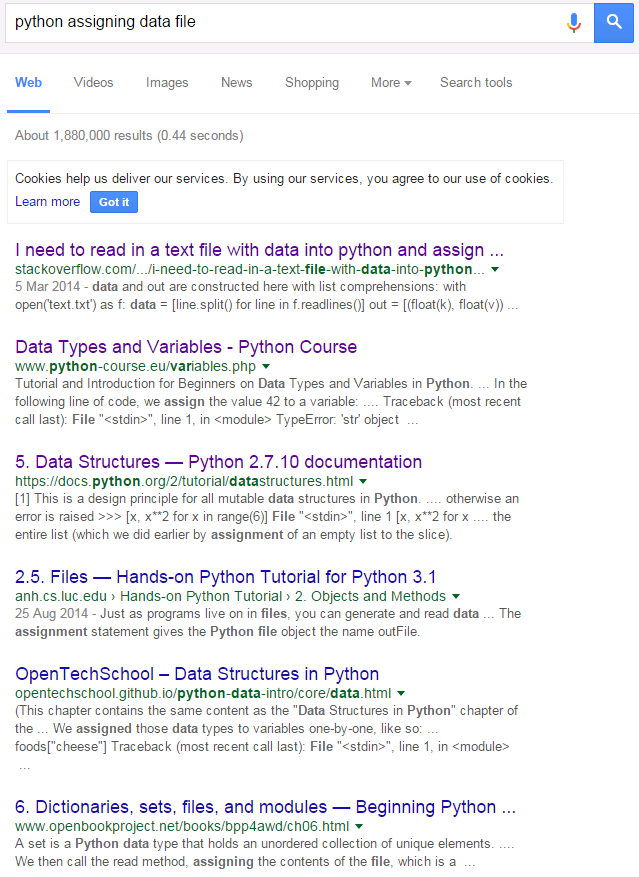 python assigning data file
Web Videos Images News Shopping More Search tools
About 1,880,000 results (0.44 seconds)
Cookies help us deliver our services. By using our services, you agree to our use of cookies.
Learn more Got it
I need to read in a text file with data into python and assign ...
stackoverflow.com/.../i-need-to-read-in-a-text-file-with-data-into-python...
5 Mar 2014 - data and out are constructed here with list comprehensions: with
open('text.txt') as f: data = [line.split() for line in f.readlines()] out = [(float(k), float(v)) ...
Data Types and Variables - Python Course
www.python-course.eu/variables.php
Tutorial and Introduction for Beginners on Data Types and Variables in Python. ... In the
following line of code, we assign the value 42 to a variable: .... Traceback (most recent
call last): File "<stdin>", line 1, in <module> TypeError: 'str' object ...
5. Data Structures — Python 2.7.10 documentation
https://docs.python.org/2/tutorial/datastructures.html
[1] This is a design principle for all mutable data structures in Python. .... otherwise an
error is raised >>> [x, x**2 for x in range(6)] File "<stdin>", line 1 [x, x**2 for x .... the
entire list (which we did earlier by assignment of an empty list to the slice).
2.5. Files — Hands-on Python Tutorial for Python 3.1
anh.cs.luc.edu › Hands-on Python Tutorial › 2. Objects and Methods
25 Aug 2014 - Just as programs live on in files, you can generate and read data ... The
assignment statement gives the Python file object the name outFile.
OpenTechSchool – Data Structures in Python
opentechschool.github.io/python-data-intro/core/data.html
(This chapter contains the same content as the "Data Structures in Python" chapter of
the ... We assigned those data types to variables one-by-one, like so: ...
foods["cheese"] Traceback (most recent call last): File "<stdin>", line 1, in <module>
...
6. Dictionaries, sets, files, and modules — Beginning Python ...
www.openbookproject.net/books/bpp4awd/ch06.html
A set is a Python data type that holds an unordered collection of unique elements. ....
We then call the read method, assigning the contents of the file, which is a ...